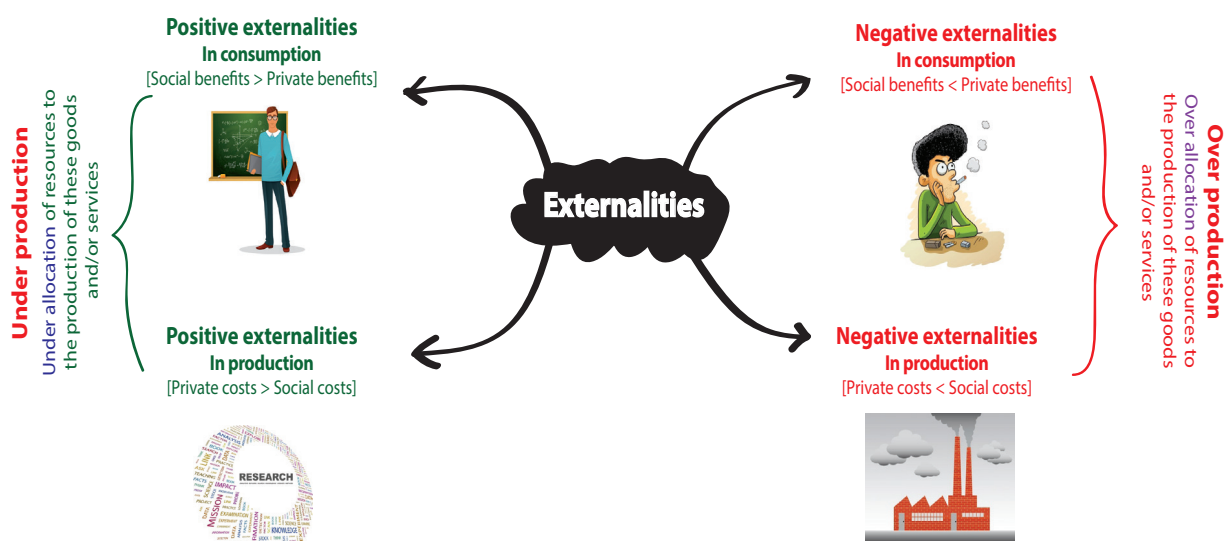 Positive externalities
In consumption
[Social benefits > Private benefits]
Negative externalities
In consumption
[Social benefits < Private benefits]
Under production
Under allocation of resources to
the production of these goods
and/or services
Externalities
Over production
Over allocation of resources to
the production of these goods
and/or services
Positive externalities
In production
[Private costs > Social costs]
Negative externalities
In production
[Private costs < Social costs]
RESEARCH
ANALYSIS
LINK
IMPACT
MISSION
EXAMINATION
KNOWLEDGE